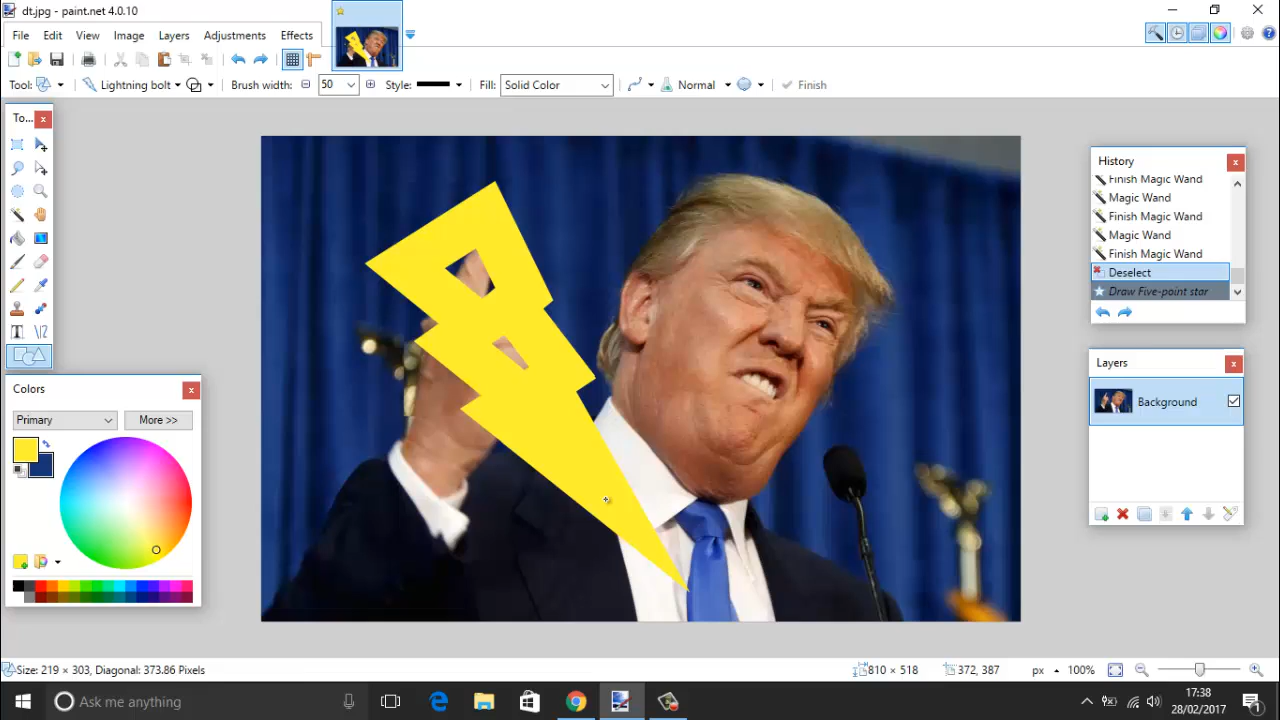 dt.jpg - paint.net 4.0.10
File Edit View Image Layers Adjustments Effects
Tool: Lightning bolt Brush width: 50 Style: Fill: Solid Color Normal Finish
To...
History
Finish Magic Wand
Magic Wand
Finish Magic Wand
Magic Wand
Finish Magic Wand
Deselect
Draw Five-point star
Colors
Primary More >>
Layers
Background
Size: 219 × 303, Diagonal: 373.86 Pixels 810 × 518 372, 387 px 100%
Ask me anything
17:38
28/02/2017
1